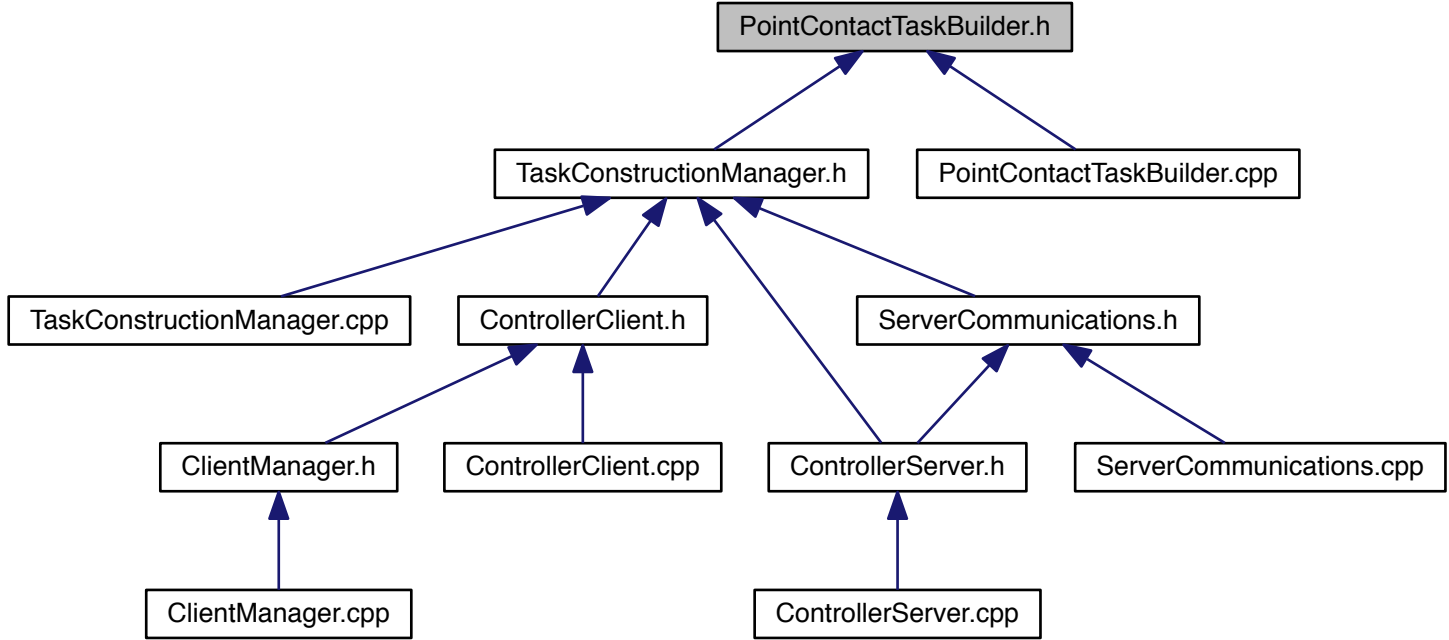 PointContactTaskBuilder.h
TaskConstructionManager.h
PointContactTaskBuilder.cpp
TaskConstructionManager.cpp
ControllerClient.h
ServerCommunications.h
ClientManager.h
ControllerClient.cpp
ControllerServer.h
ServerCommunications.cpp
ClientManager.cpp
ControllerServer.cpp